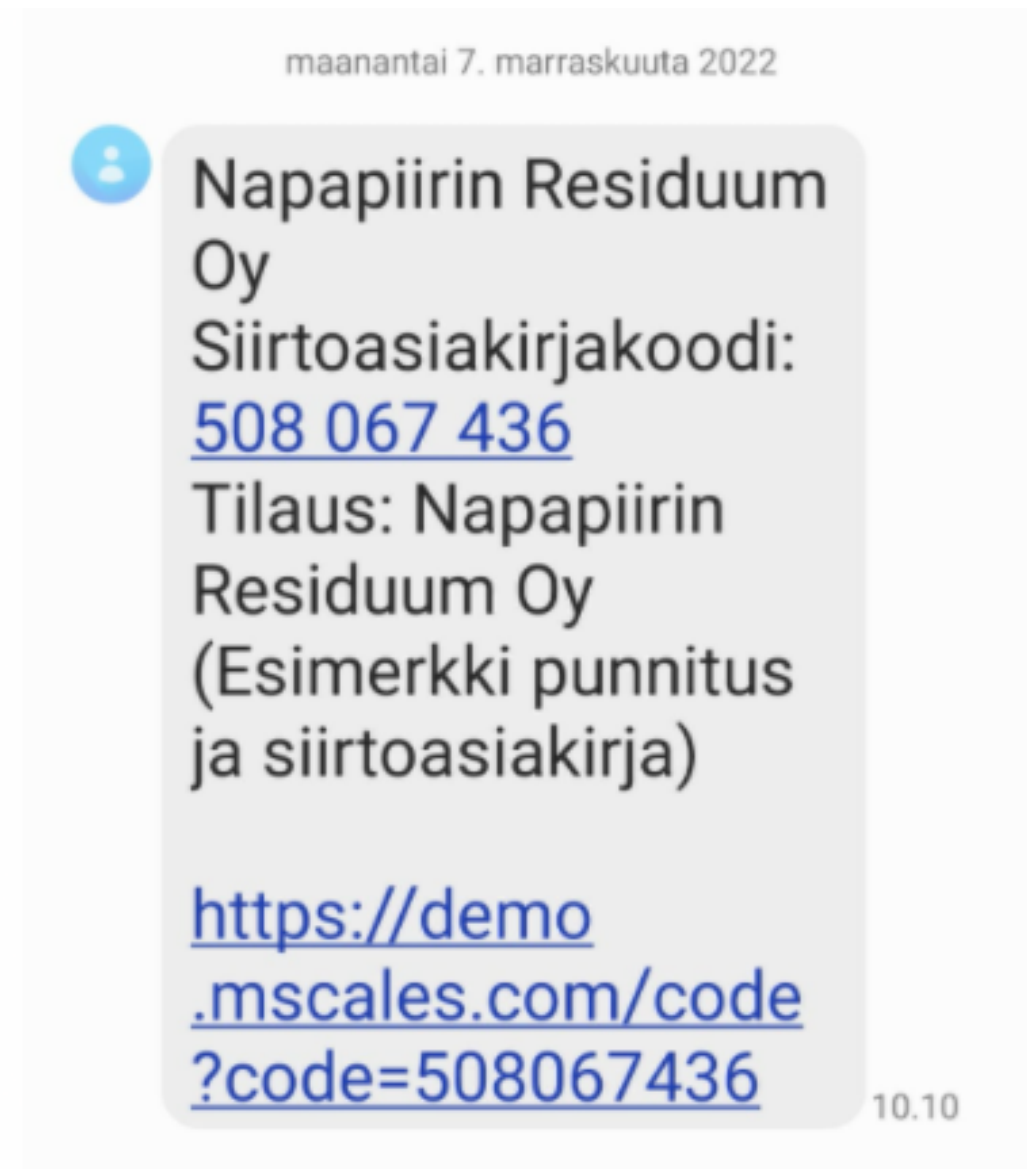 maanantai 7. marraskuuta 2022
Napapiirin Residuum
Oy
Siirtoasiakirjakoodi:
508 067 436
Tilaus: Napapiirin
Residuum Oy
(Esimerkki punnitus
ja siirtoasiakirja)
https://demo
.mscales.com/code
?code=508067436
10.10